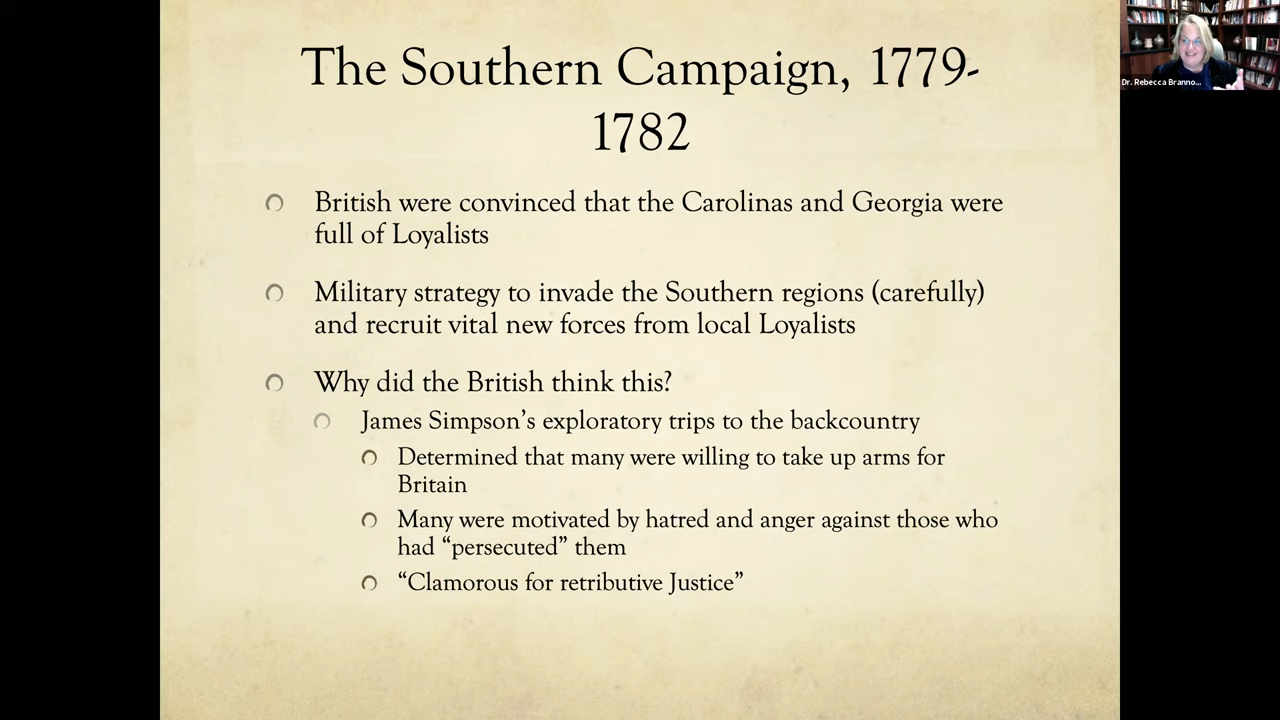 The Southern Campaign, 1779-
1782
British were convinced that the Carolinas and Georgia were
full of Loyalists
Military strategy to invade the Southern regions (carefully)
and recruit vital new forces from local Loyalists
Why did the British think this?
James Simpson’s exploratory trips to the backcountry
Determined that many were willing to take up arms for
Britain
Many were motivated by hatred and anger against those who
had “persecuted” them
“Clamorous for retributive Justice”
Dr. Rebecca Branno...